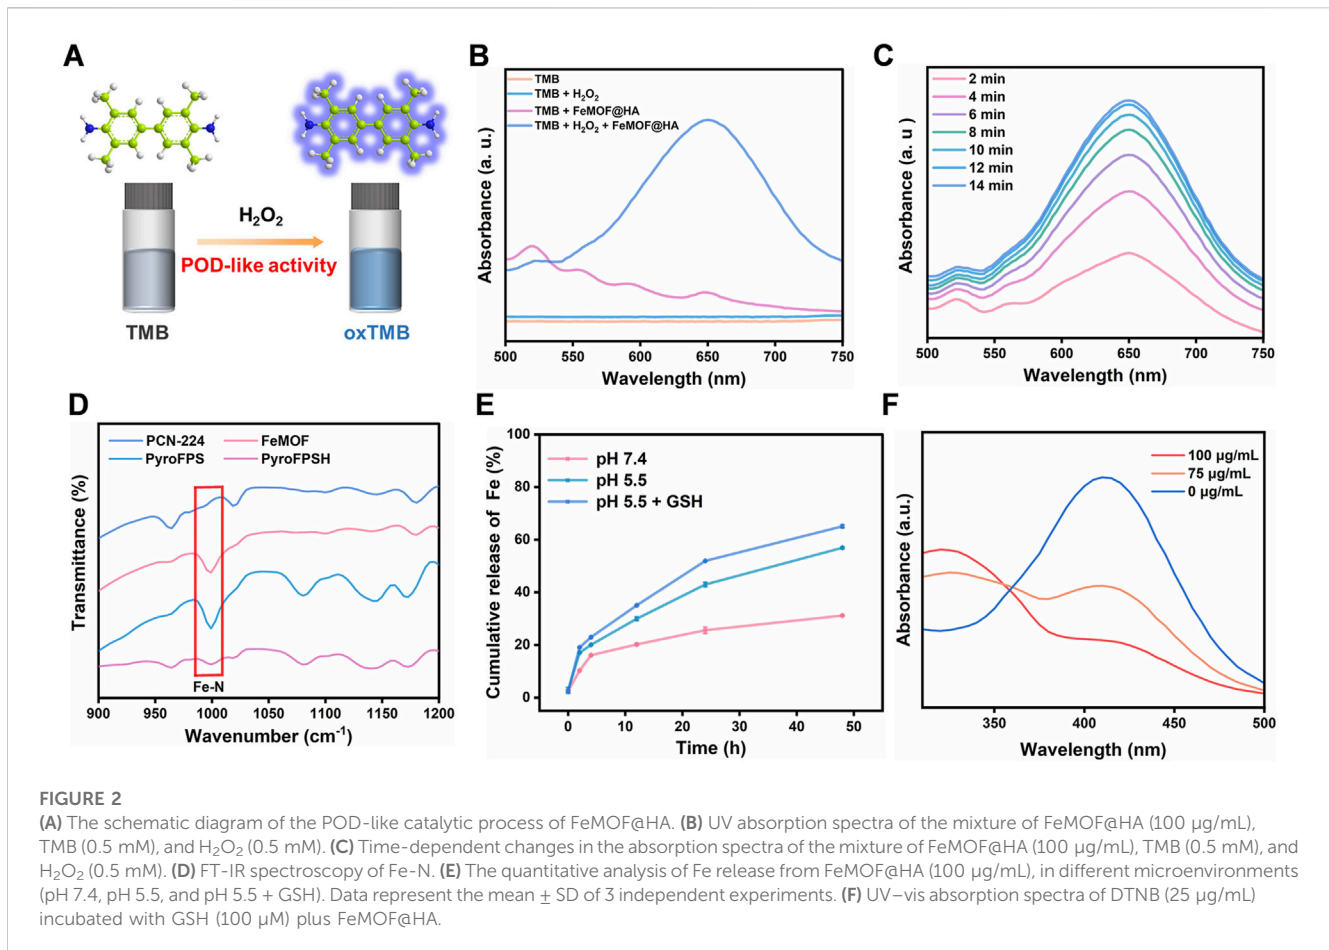 A
H₂O₂
POD-like activity
TMB
oxTMB
B
TMB
TMB + H₂O₂
TMB + FeMOF@HA
TMB + H₂O₂ + FeMOF@HA
Absorbance (a. u.)
500 550 600 650 700 750
Wavelength (nm)
C
2 min
4 min
6 min
8 min
10 min
12 min
14 min
Absorbance (a. u )
500 550 600 650 700 750
Wavelength (nm)
D
PCN-224 FeMOF
PyroFPS PyroFPSH
Transmittance (%)
Fe-N
900 950 1000 1050 1100 1150 1200
Wavenumber (cm⁻¹)
E
100
80
60
40
20
0
pH 7.4
pH 5.5
pH 5.5 + GSH
Cumulative release of Fe (%)
0 10 20 30 40 50
Time (h)
F
100 µg/mL
75 µg/mL
0 µg/mL
Absorbance (a.u.)
350 400 450 500
Wavelength (nm)
FIGURE 2
(A) The schematic diagram of the POD-like catalytic process of FeMOF@HA. (B) UV absorption spectra of the mixture of FeMOF@HA (100 µg/mL),
TMB (0.5 mM), and H₂O₂ (0.5 mM). (C) Time-dependent changes in the absorption spectra of the mixture of FeMOF@HA (100 µg/mL), TMB (0.5 mM), and
H₂O₂ (0.5 mM). (D) FT-IR spectroscopy of Fe-N. (E) The quantitative analysis of Fe release from FeMOF@HA (100 µg/mL), in different microenvironments
(pH 7.4, pH 5.5, and pH 5.5 + GSH). Data represent the mean ± SD of 3 independent experiments. (F) UV–vis absorption spectra of DTNB (25 µg/mL)
incubated with GSH (100 µM) plus FeMOF@HA.